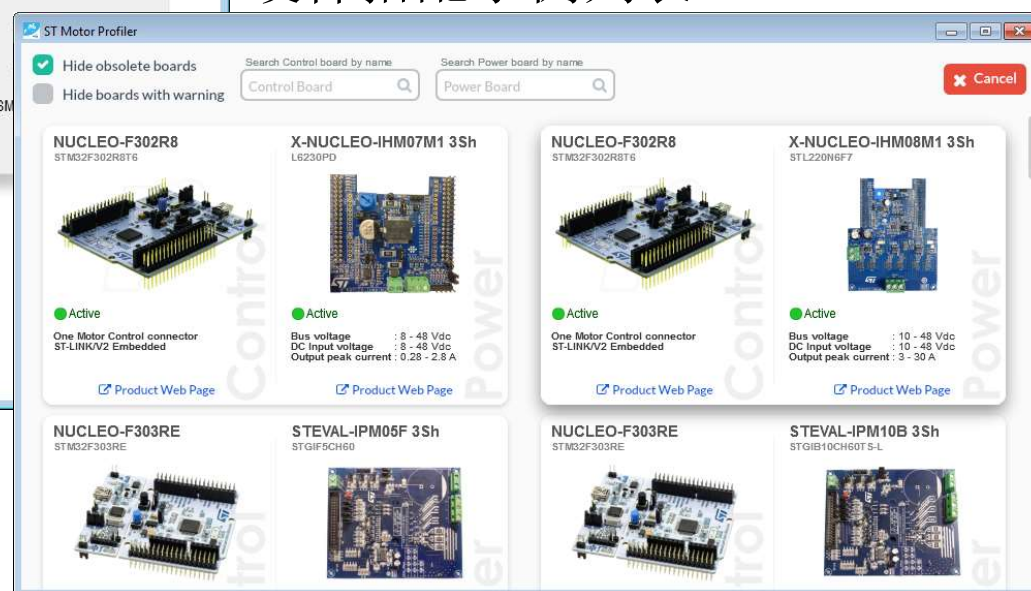 ST Motor Profiler
Hide obsolete boards
Hide boards with warning
Search Control board by name
Control Board
Search Power board by name
Power Board
Cancel
NUCLEO-F302R8
STM32F302R8T6
Control
Active
One Motor Control connector
ST-LINK/V2 Embedded
Product Web Page
X-NUCLEO-IHM07M1 3Sh
L6230PD
Power
Active
Bus voltage : 8 - 48 Vdc
DC Input voltage : 8 - 48 Vdc
Output peak current : 0.28 - 2.8 A
Product Web Page
NUCLEO-F302R8
STM32F302R8T6
Control
Active
One Motor Control connector
ST-LINK/V2 Embedded
Product Web Page
X-NUCLEO-IHM08M1 3Sh
STL220N6F7
Power
Active
Bus voltage : 10 - 48 Vdc
DC Input voltage : 10 - 48 Vdc
Output peak current : 3 - 30 A
Product Web Page
NUCLEO-F303RE
STM32F303RE
STEVAL-IPM05F 3Sh
STGIF5CH60
NUCLEO-F303RE
STM32F303RE
STEVAL-IPM10B 3Sh
STGIB10CH60TS-L